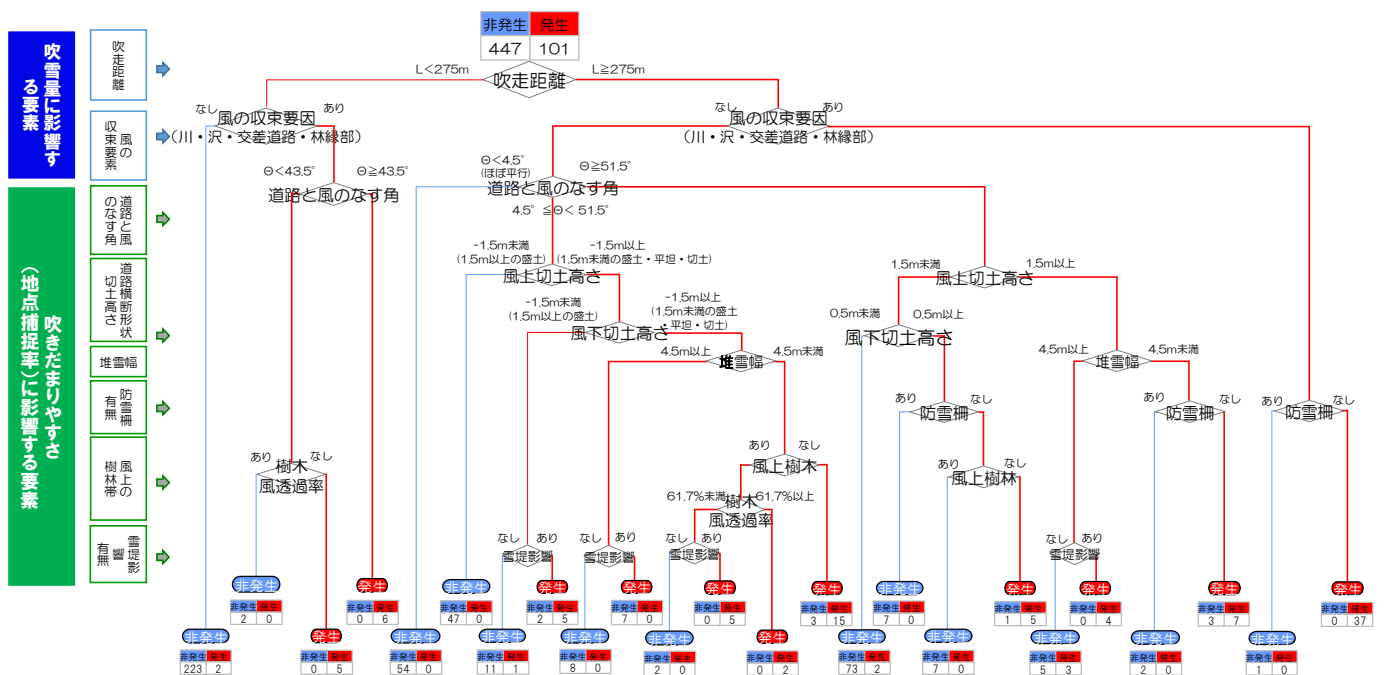 非発生 発生
447 101
吹雪量に影響す
る要素
吹きだまりやすさ
(地点捕捉率)に影響する要素
吹走距離
風の
収束要素
道路と風
のなす角
道路横断形状
切土高さ
堆雪幅
防雪柵
有無
風上の
樹林帯
雪堤影
響
有無
L<275m
L≧275m
吹走距離
なし
あり
風の収束要因
(川・沢・交差道路・林縁部)
なし
あり
風の収束要因
(川・沢・交差道路・林縁部)
Θ<43.5°
Θ≧43.5°
道路と風のなす角
Θ<4.5°
(ほぼ平行)
Θ≧51.5°
道路と風のなす角
4.5° ≦Θ< 51.5°
-1.5m未満
(1.5m以上の盛土)
-1.5m以上
(1.5m未満の盛土・平坦・切土)
風上切土高さ
1.5m未満
1.5m以上
風上切土高さ
-1.5m未満
(1.5m以上の盛土)
-1.5m以上
(1.5m未満の盛土
・平坦・切土)
風下切土高さ
0.5m未満
0.5m以上
風下切土高さ
4.5m以上
4.5m未満
堆雪幅
4.5m以上
4.5m未満
堆雪幅
あり
なし
防雪柵
あり
なし
防雪柵
あり
なし
防雪柵
あり
なし
樹木
風透過率
あり
なし
風上樹木
あり
なし
風上樹林
61.7%未満
61.7%以上
樹木
風透過率
なし
あり
雪堤影響
なし
あり
雪堤影響
なし
あり
雪堤影響
なし
あり
雪堤影響
非発生
非発生 発生
2 0
発生
非発生 発生
0 6
非発生
非発生 発生
47 0
発生
非発生 発生
2 5
発生
非発生 発生
7 0
発生
非発生 発生
0 5
発生
非発生 発生
3 15
非発生
非発生 発生
7 0
発生
非発生 発生
1 5
発生
非発生 発生
0 4
発生
非発生 発生
3 7
発生
非発生 発生
0 37
非発生
非発生 発生
223 2
発生
非発生 発生
0 5
非発生
非発生 発生
54 0
非発生
非発生 発生
11 1
非発生
非発生 発生
8 0
非発生
非発生 発生
2 0
発生
非発生 発生
0 2
非発生
非発生 発生
73 2
非発生
非発生 発生
7 0
非発生
非発生 発生
5 3
非発生
非発生 発生
2 0
非発生
非発生 発生
1 0